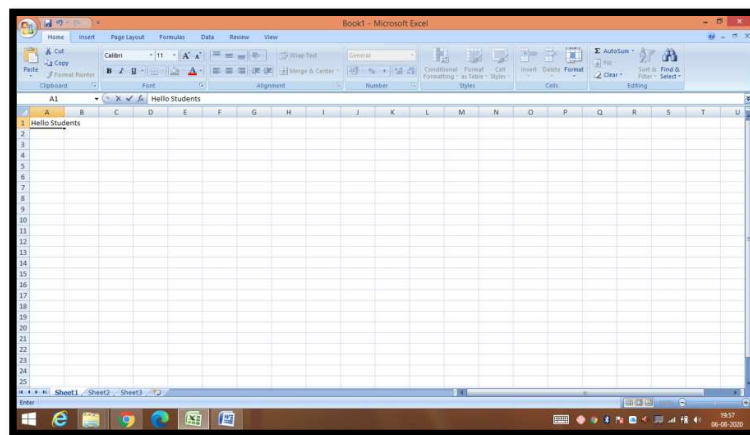 Book1 - Microsoft Excel
Home Insert Page Layout Formulas Data Review View
Cut
Copy
Format Painter
Paste
Clipboard
Calibri 11
B I U
Font
Wrap Text
Merge & Center
Alignment
General
Number
Conditional Formatting Format as Table Cell Styles
Styles
Insert Delete Format
Cells
Σ AutoSum
Fill
Clear
Sort & Filter Find & Select
Editing
A1 fx Hello Students
A B C D E F G H I J K L M N O P Q R S T U
1 Hello Students
2
3
4
5
6
7
8
9
10
11
12
13
14
15
16
17
18
19
20
21
22
23
24
25
Sheet1 Sheet2 Sheet3
Enter
19:57
06-08-2020